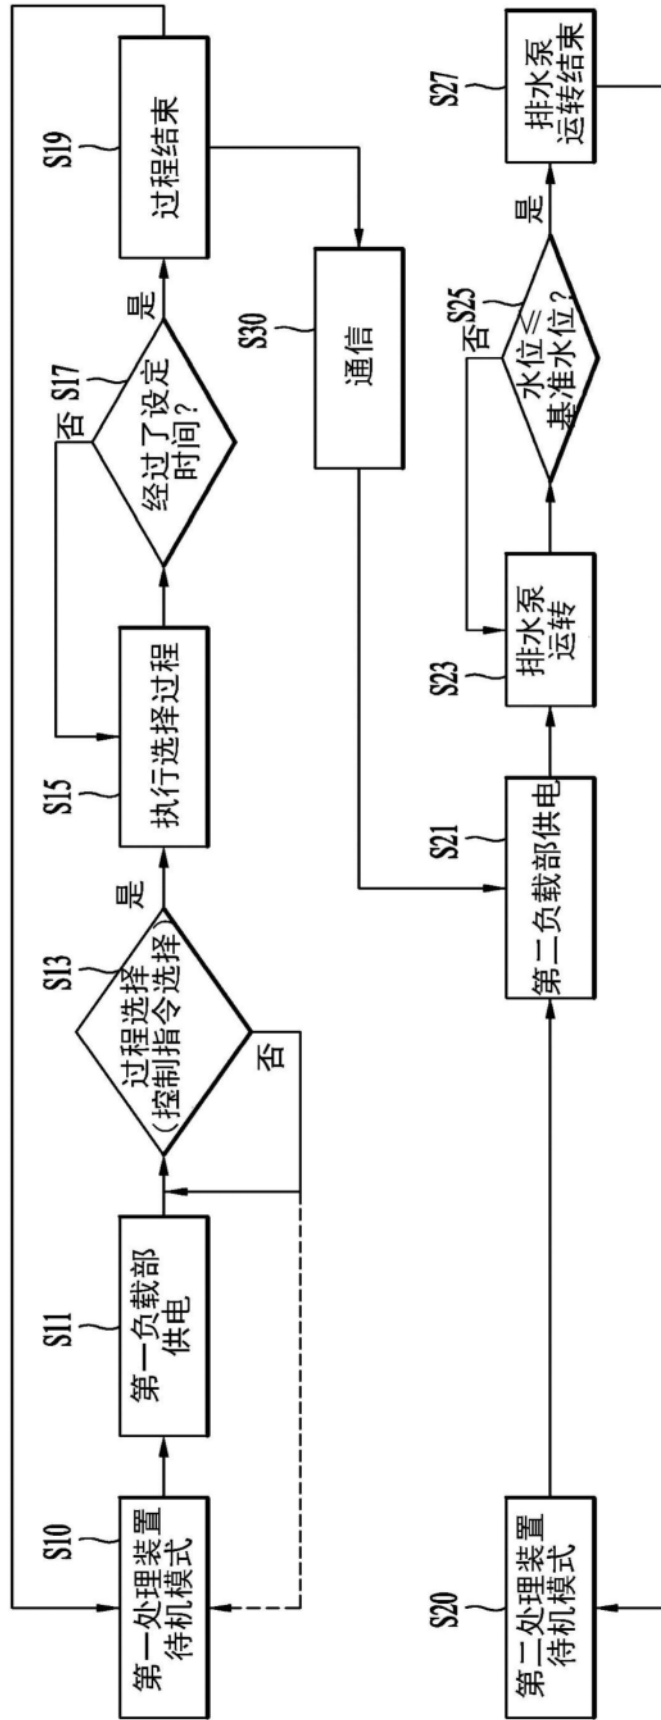 S10
第一处理装置
待机模式
S11
第一负载部
供电
S13
过程选择
（控制指令选择）
是
否
S15
执行选择过程
S17
经过了设定
时间？
否
是
S19
过程结束
S30
通信
S20
第二处理装置
待机模式
S21
第二负载部供电
S23
排水泵
运转
S25
水位≤
基准水位？
否
是
S27
排水泵
运转结束